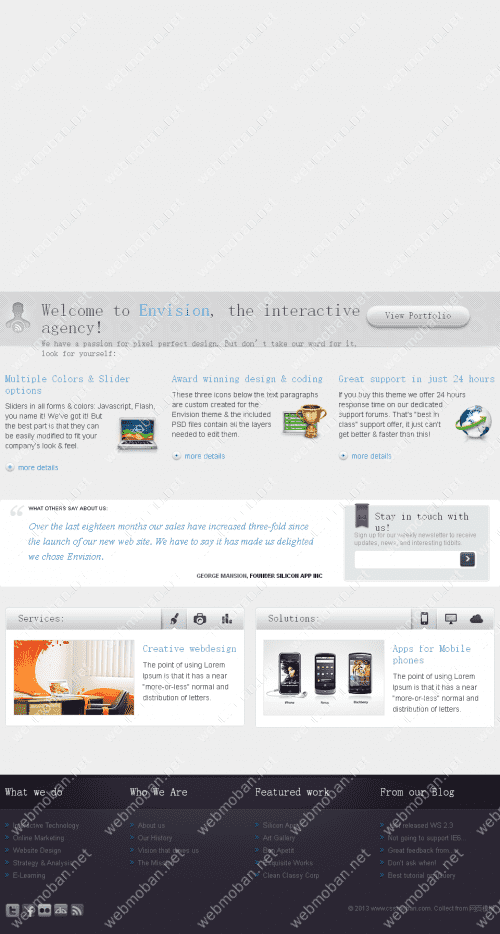 Welcome to Envision, the interactive
agency!
View Portfolio
We have a passion for pixel perfect design. But don't take our word for it,
look for yourself:
Multiple Colors & Slider
options
Sliders in all forms & colors: Javascript, Flash,
you name it! We've got it! But
the best part is that they can
be easily modified to fit your
company's look & feel.
more details
Award winning design & coding
These three icons below the text paragraphs
are custom created for the
Envision theme & the included
PSD files contain all the layers
needed to edit them.
more details
Great support in just 24 hours
If you buy this theme we offer 24 hours
response time on our dedicated
support forums. That's "best in
class" support offer, it just can't
get better & faster than this!
more details
WHAT OTHERS SAY ABOUT US:
Over the last eighteen months our sales have increased three-fold since
the launch of our new web site. We have to say it has made us delighted
we chose Envision.
GEORGE MANSION, FOUNDER SILICON APP INC
Stay in touch with
us!
Sign up for our weekly newsletter to receive
updates, news, and interesting tidbits.
Services:
Creative webdesign
The point of using Lorem
Ipsum is that it has a near
"more-or-less" normal and
distribution of letters.
Solutions:
Apps for Mobile
phones
The point of using Lorem
Ipsum is that it has a near
"more-or-less" normal and
distribution of letters.
iPhone
Blackberry
What we do
Interactive Technology
Online Marketing
Website Design
Strategy & Analysis
E-Learning
Who We Are
About us
Our History
Vision that drives us
The Mission
Featured work
Silicon App
Art Gallery
Bon Apetit
Exquisite Works
Clean Classy Corp
From our Blog
Just released WS 2.3
Not going to support IE6
Great feedback from
Don't ask when!
Best tutorial on jQuery
© 2013 www.cssmoban.com. Collect from
webmoban.net